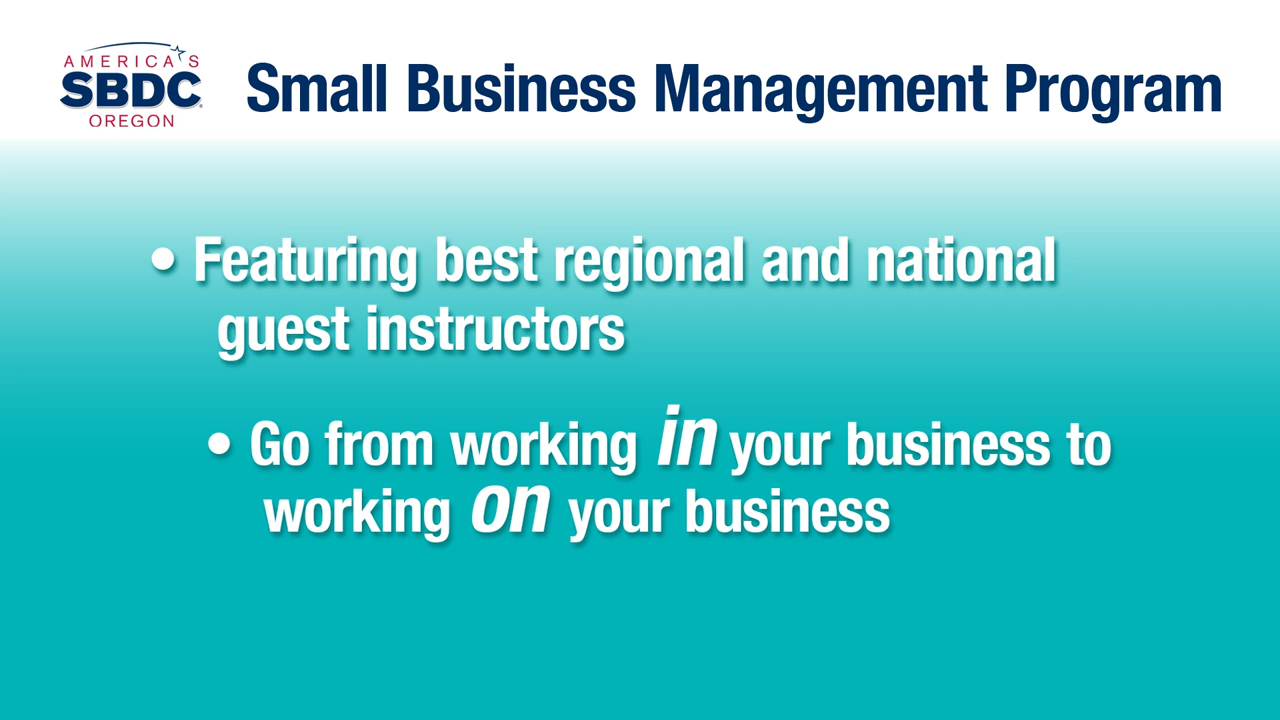 AMERICA'S
SBDC
OREGON
Small Business Management Program
• Featuring best regional and national
guest instructors
• Go from working in your business to
working on your business